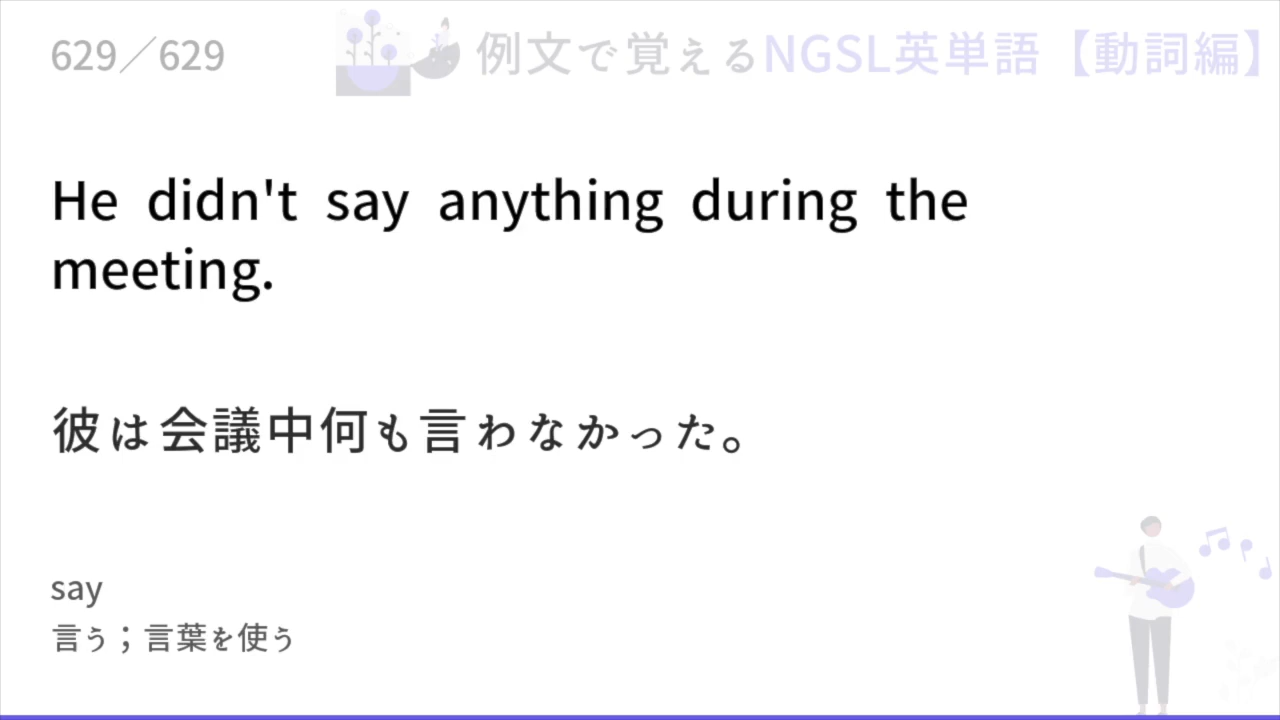 629／629
例文で覚えるNGSL英単語【動詞編】
He didn't say anything during the
meeting.
彼は会議中何も言わなかった。
say
言う；言葉を使う